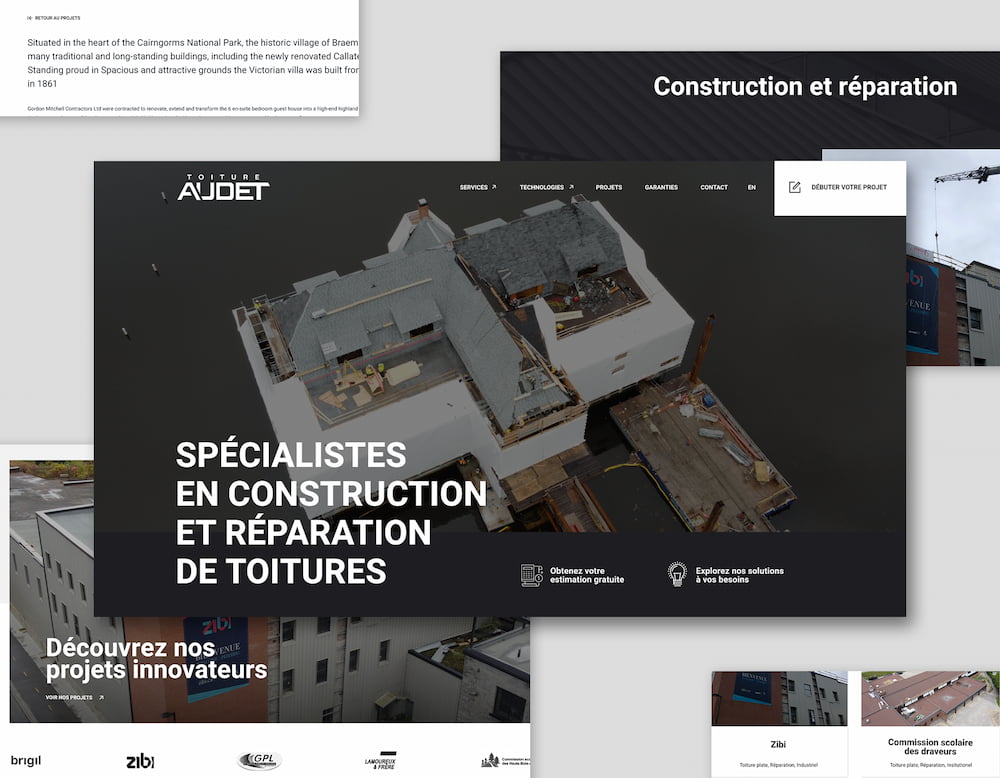 RETOUR AU PROJETS
Situated in the heart of the Cairngorms National Park, the historic village of Braem
many traditional and long-standing buildings, including the newly renovated Callate
Standing proud in Spacious and attractive grounds the Victorian villa was built fror
in 1861
Gordon Mitchell Contractors Ltd were contracted to renovate, extend and transform the 6 en-suite bedroom guest house into a high-end highland
Construction et réparation
TOITURE
AUDET
SERVICES
TECHNOLOGIES
PROJETS
GARANTIES
CONTACT
EN
DÉBUTER VOTRE PROJET
SPÉCIALISTES
EN CONSTRUCTION
ET RÉPARATION
DE TOITURES
Obtenez votre
estimation gratuite
Explorez nos solutions
à vos besoins
zibi
VENUE
Découvrez nos
projets innovateurs
VOIR NOS PROJETS
brigil
zibi
GPL
LAMOUREUX
& FRÈRE
BIENVENUE
Zibi
Toiture plate, Réparation, Industriel
Commission scolaire
des draveurs
Toiture plate, Réparation, Institutionel